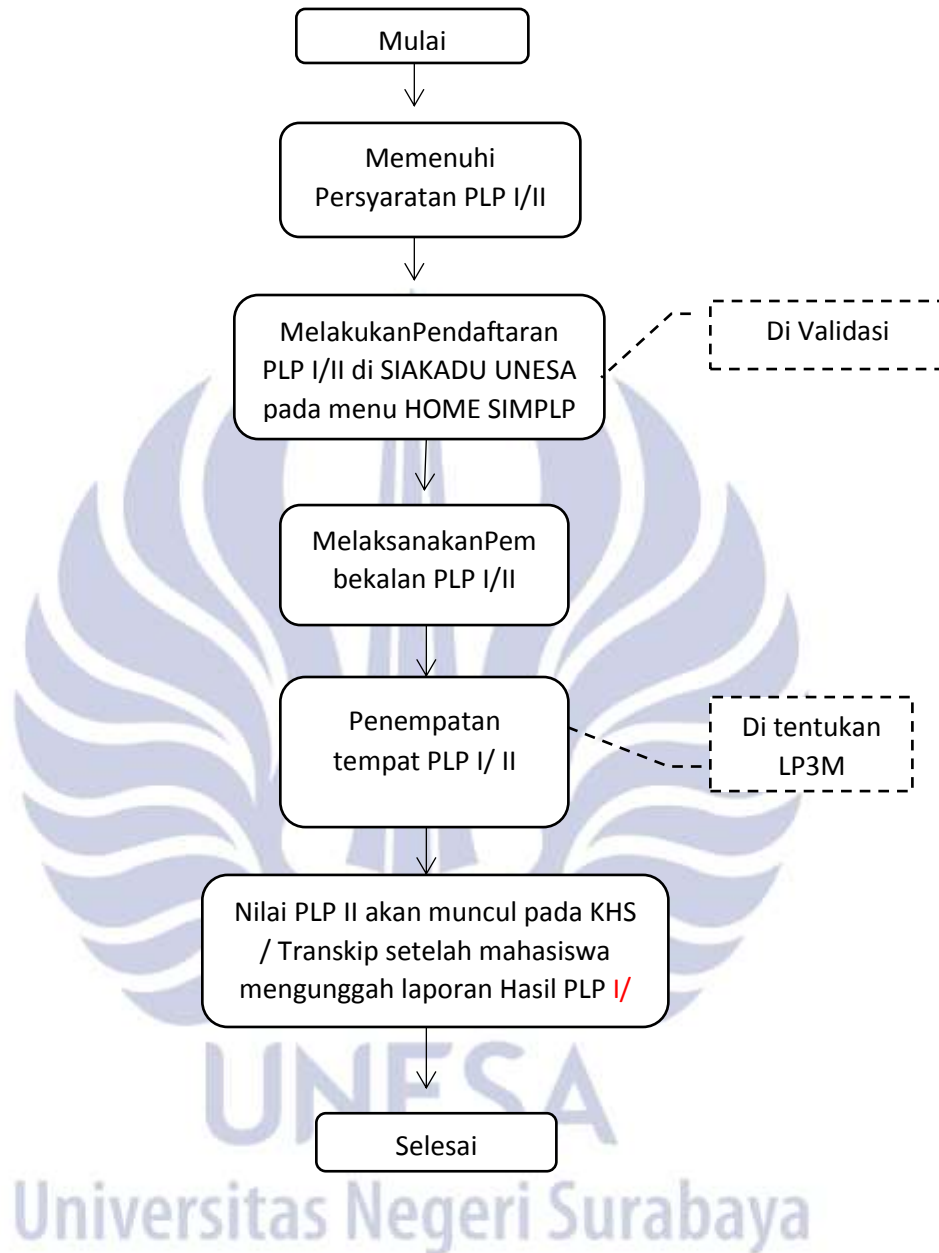 Mulai
Memenuhi
Persyaratan PLP I/II
MelakukanPendaftaran
PLP I/II di SIAKADU UNESA
pada menu HOME SIMPLP
Di Validasi
MelaksanakanPem
bekalan PLP I/II
Penempatan
tempat PLP I/ II
Di tentukan
LP3M
Nilai PLP II akan muncul pada KHS
/ Transkip setelah mahasiswa
mengunggah laporan Hasil PLP I/
UNESA
Selesai
Universitas Negeri Surabaya